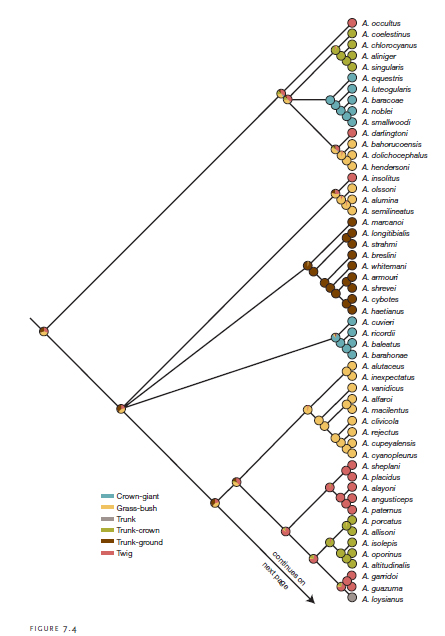 A. occultus
A. coelestinus
A. chlorocyanus
A. aliniger
A. singularis
A. equestris
A. luteogularis
A. baracoae
A. noblei
A. smallwoodi
A. darlingtoni
A. bahorucoensis
A. dolichocephalus
A. hendersoni
A. insolitus
A. olssoni
A. alumina
A. semilineatus
A. marcanoi
A. longitibialis
A. strahmi
A. breslini
A. whitemani
A. armouri
A. shrevei
A. cybotes
A. haetianus
A. cuvieri
A. ricordii
A. baleatus
A. barahonae
A. alutaceus
A. inexpectatus
A. vanidicus
A. alfaroi
A. macilentus
A. clivicola
A. rejectus
A. cupeyalensis
A. cyanopleurus
A. sheplani
A. placidus
A. alayoni
A. angusticeps
A. paternus
A. porcatus
A. allisoni
A. isolepis
A. oporinus
A. altitudinalis
A. garridoi
A. guazuma
A. loysianus
Crown-giant
Grass-bush
Trunk
Trunk-crown
Trunk-ground
Twig
continues on
next page
FIGURE 7.4